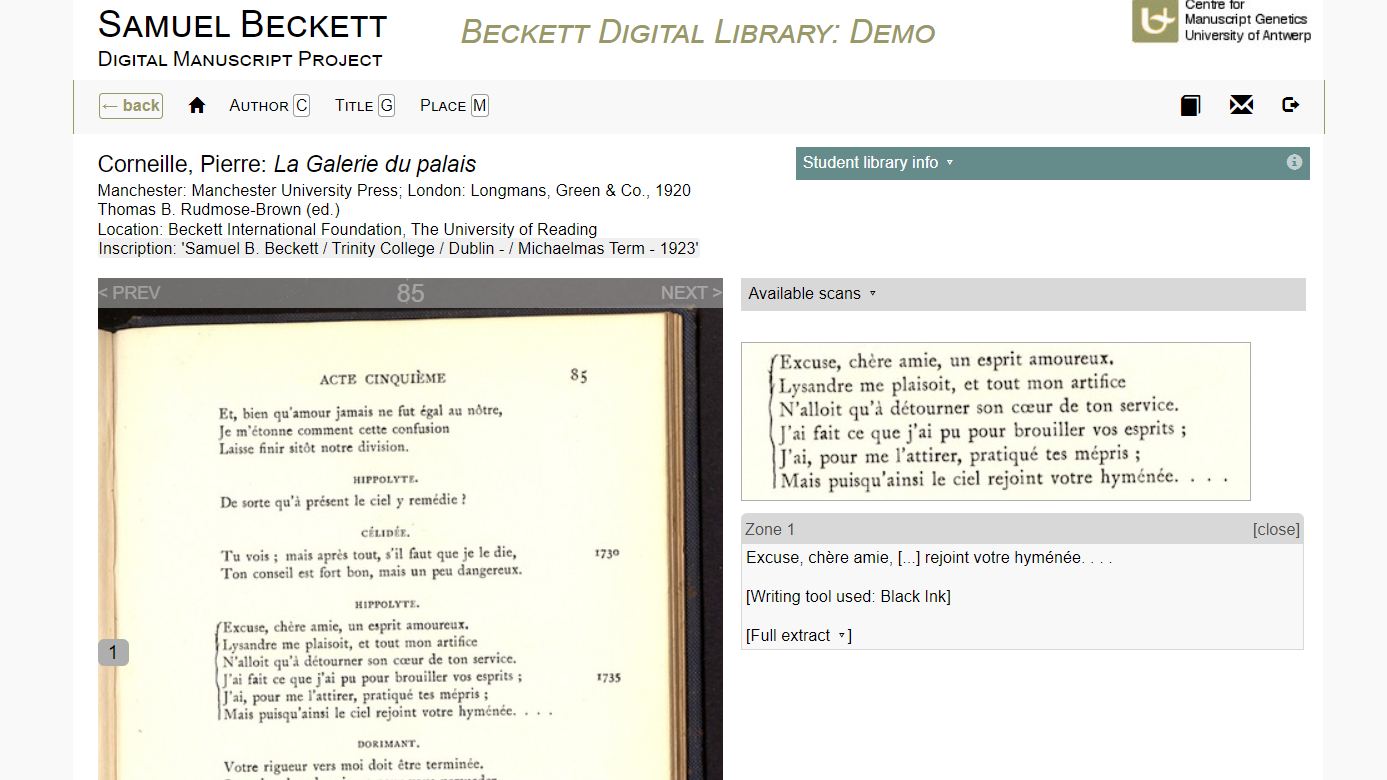 SAMUEL BECKETT
DIGITAL MANUSCRIPT PROJECT
BECKETT DIGITAL LIBRARY: DEMO
Centre for
Manuscript Genetics
University of Antwerp
← back
AUTHOR C
TITLE G
PLACE M
Corneille, Pierre: La Galerie du palais
Manchester: Manchester University Press; London: Longmans, Green & Co., 1920
Thomas B. Rudmose-Brown (ed.)
Location: Beckett International Foundation, The University of Reading
Inscription: 'Samuel B. Beckett / Trinity College / Dublin - / Michaelmas Term - 1923'
Student library info
< PREV 85 NEXT >
ACTE CINQUIÈME 85
Et, bien qu'amour jamais ne fut égal au nôtre,
Je m'étonne comment cette confusion
Laisse finir sitôt notre division.
HIPPOLYTE.
De sorte qu'à présent le ciel y remédie ?
CÉLIDÉE.
Tu vois ; mais après tout, s'il faut que je le die, 1730
Ton conseil est fort bon, mais un peu dangereux.
HIPPOLYTE.
Excuse, chère amie, un esprit amoureux.
Lysandre me plaisoit, et tout mon artifice
N'alloit qu'à détourner son cœur de ton service.
J'ai fait ce que j'ai pu pour brouiller vos esprits ; 1735
J'ai, pour me l'attirer, pratiqué tes mépris ;
Mais puisqu'ainsi le ciel rejoint votre hyménée. . . .
DORIMANT.
Votre rigueur vers moi doit être terminée.
1
Available scans
Excuse, chère amie, un esprit amoureux.
Lysandre me plaisoit, et tout mon artifice
N'alloit qu'à détourner son cœur de ton service.
J'ai fait ce que j'ai pu pour brouiller vos esprits ;
J'ai, pour me l'attirer, pratiqué tes mépris ;
Mais puisqu'ainsi le ciel rejoint votre hyménée. . . .
Zone 1 [close]
Excuse, chère amie, [...] rejoint votre hyménée. . . .
[Writing tool used: Black Ink]
[Full extract ]